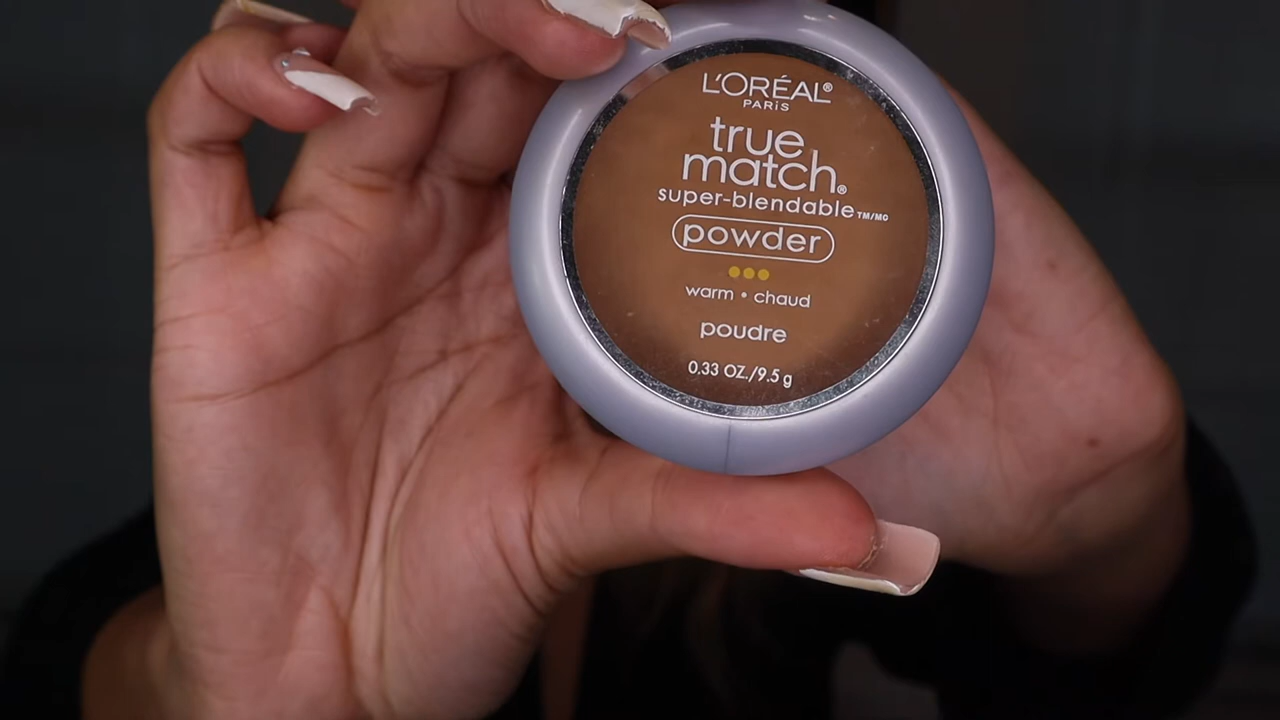 L'ORÉAL®
PARiS
true
match®
super-blendable™/MC
powder
warm • chaud
poudre
0.33 OZ./9.5 g